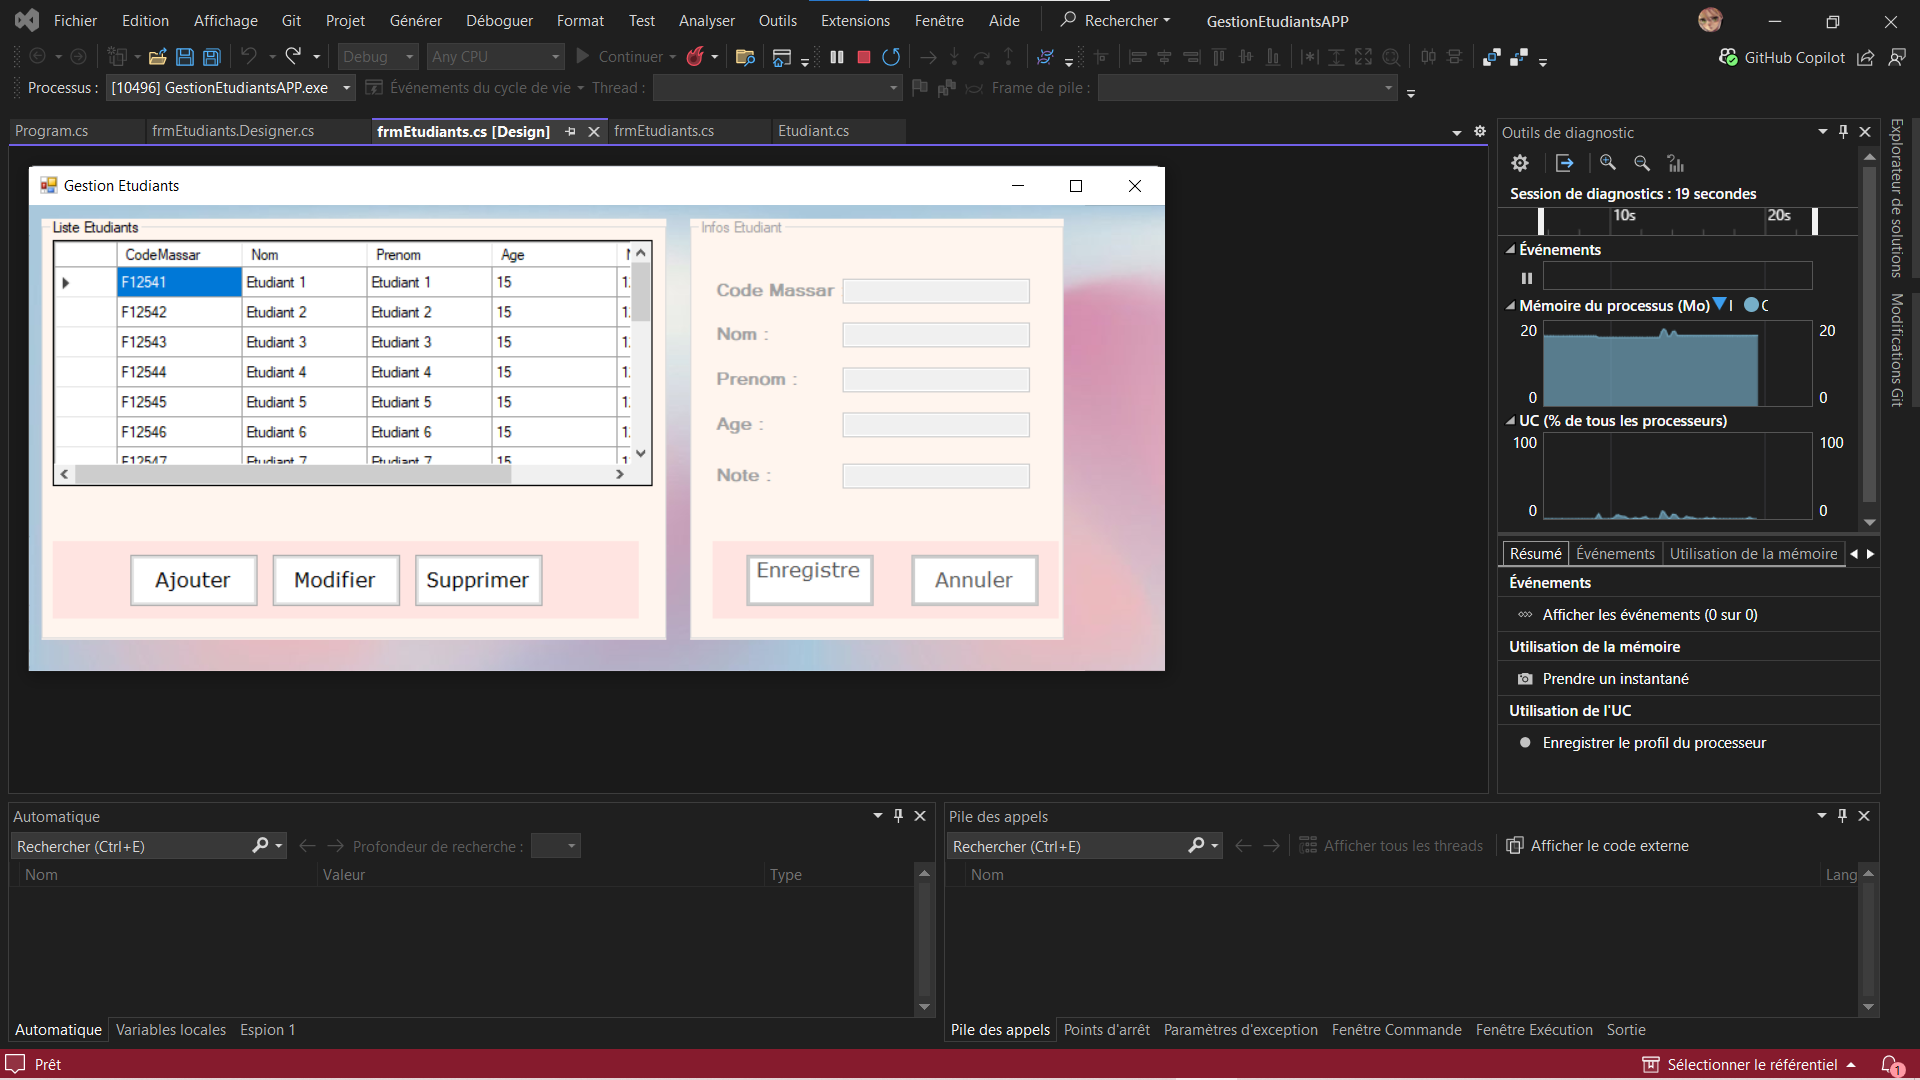 Fichier Edition Affichage Git Projet Générer Déboguer Format Test Analyser Outils Extensions Fenêtre Aide Rechercher GestionEtudiantsAPP
Debug Any CPU Continuer GitHub Copilot
Processus : [10496] GestionEtudiantsAPP.exe Événements du cycle de vie Thread : Frame de pile :
Program.cs frmEtudiants.Designer.cs frmEtudiants.cs [Design] frmEtudiants.cs Etudiant.cs
Gestion Etudiants
Liste Etudiants
CodeMassar Nom Prenom Age
F12541 Etudiant 1 Etudiant 1 15
F12542 Etudiant 2 Etudiant 2 15
F12543 Etudiant 3 Etudiant 3 15
F12544 Etudiant 4 Etudiant 4 15
F12545 Etudiant 5 Etudiant 5 15
F12546 Etudiant 6 Etudiant 6 15
F12547 Etudiant 7 Etudiant 7 15
Ajouter Modifier Supprimer
Infos Etudiant
Code Massar
Nom :
Prenom :
Age :
Note :
Enregistre Annuler
Outils de diagnostic
Session de diagnostics : 19 secondes
10s 20s
Événements
Mémoire du processus (Mo) I C
20 20
0 0
UC (% de tous les processeurs)
100 100
0 0
Résumé Événements Utilisation de la mémoire
Événements
Afficher les événements (0 sur 0)
Utilisation de la mémoire
Prendre un instantané
Utilisation de l'UC
Enregistrer le profil du processeur
Explorateur de solutions
Modifications Git
Automatique
Rechercher (Ctrl+E) Profondeur de recherche :
Nom Valeur Type
Automatique Variables locales Espion 1
Pile des appels
Rechercher (Ctrl+E) Afficher tous les threads Afficher le code externe
Nom Lang
Pile des appels Points d'arrêt Paramètres d'exception Fenêtre Commande Fenêtre Exécution Sortie
Prêt Sélectionner le référentiel 1